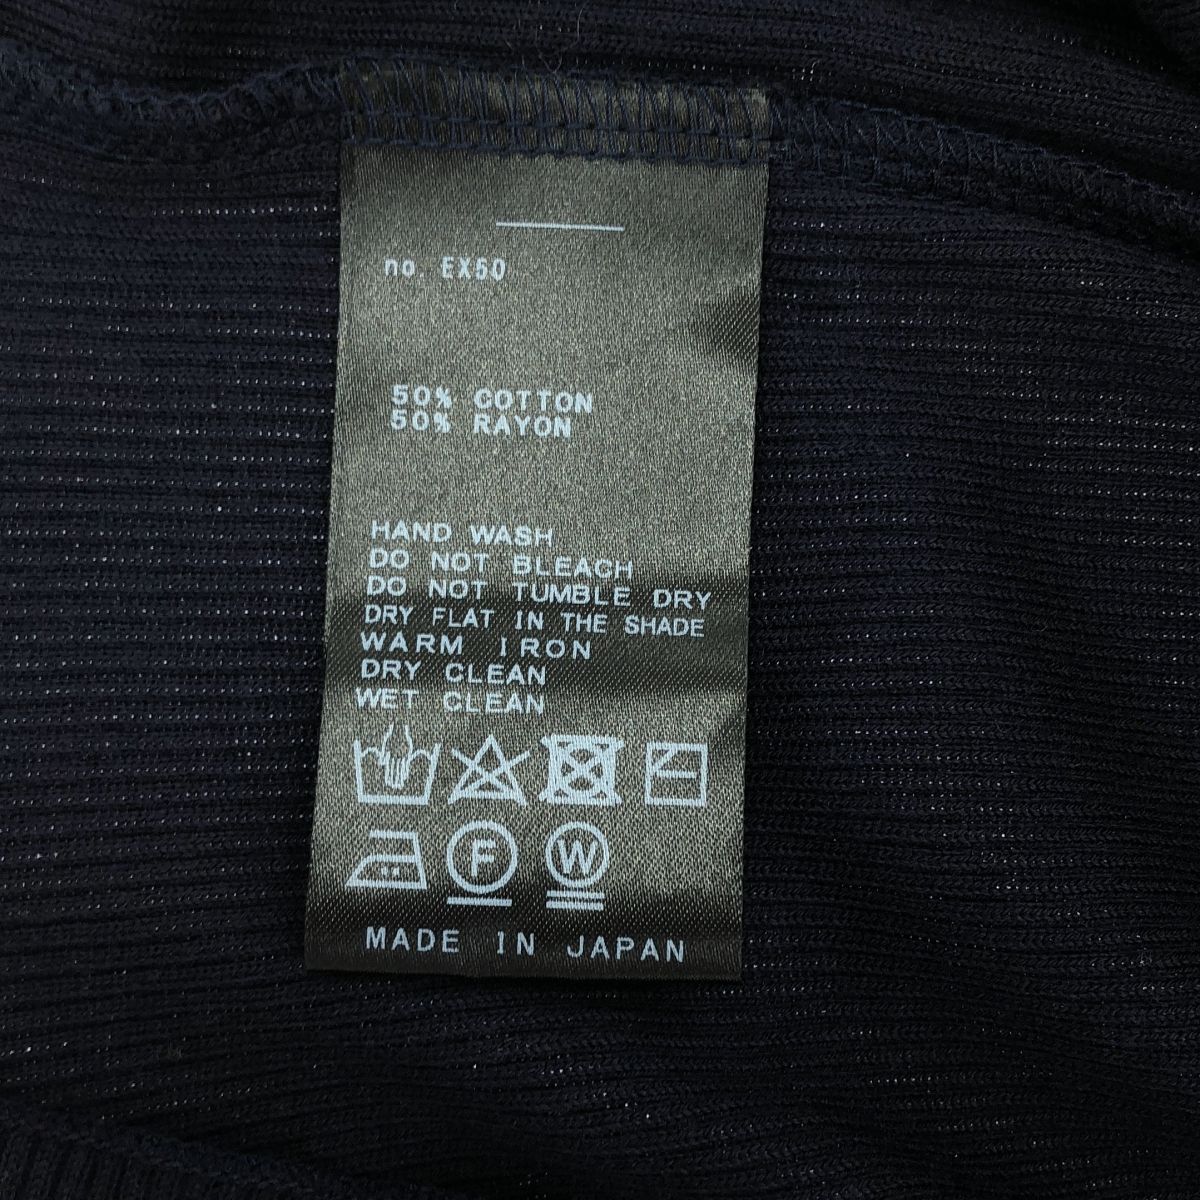 no. EX50
50% COTTON
50% RAYON
HAND WASH
DO NOT BLEACH
DO NOT TUMBLE DRY
DRY FLAT IN THE SHADE
WARM IRON
DRY CLEAN
WET CLEAN
F W
MADE IN JAPAN